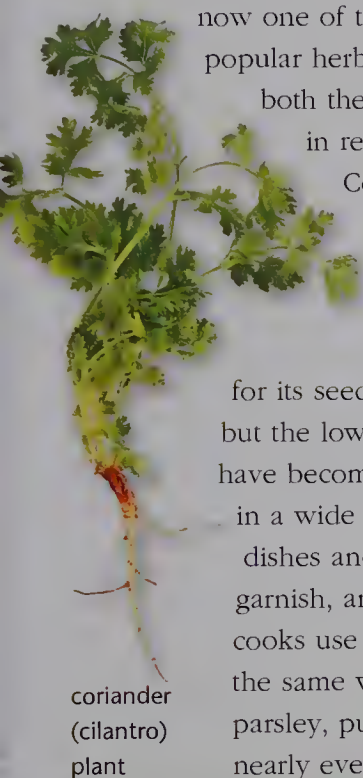 now one of t
popular herb
both the
in re
C
for its seed
but the low
have becom
in a wide
dishes an
garnish, an
cooks use
the same w
parsley, pu
nearly eve
coriander
(cilantro)
plant